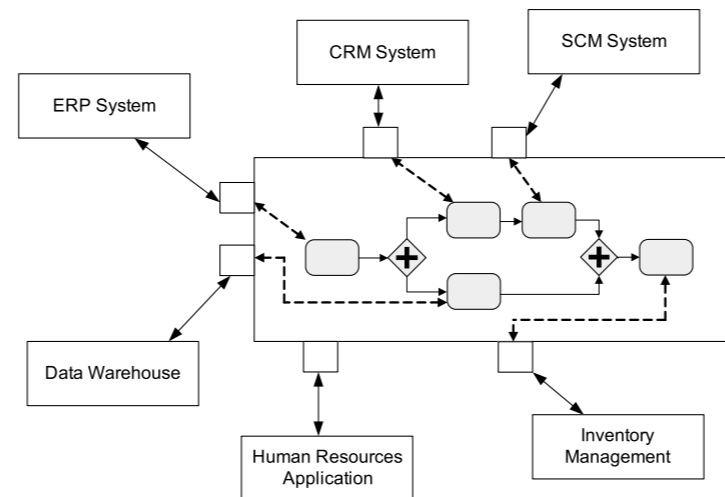 CRM System
SCM System
ERP System
Data Warehouse
Human Resources
Application
Inventory
Management